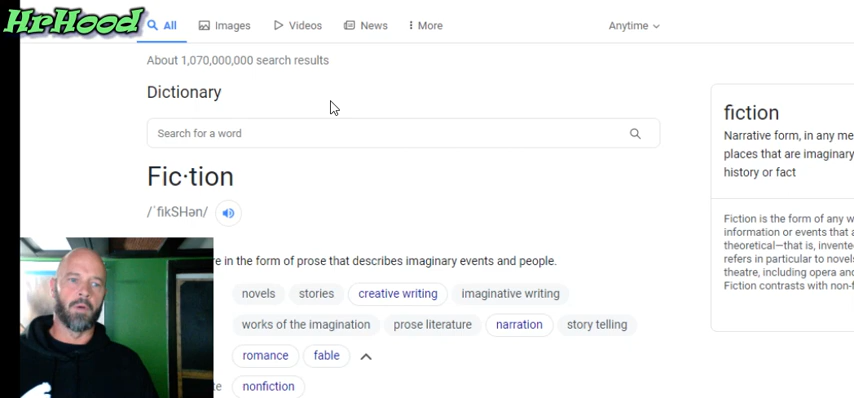 HrHood
All Images Videos News More Anytime
About 1,070,000,000 search results
Dictionary
Search for a word
Fic·tion
/ˈfikSHən/
re in the form of prose that describes imaginary events and people.
novels stories creative writing imaginative writing
works of the imagination prose literature narration story telling
romance fable
nonfiction
fiction
Narrative form, in any me
places that are imaginary
history or fact
Fiction is the form of any w
information or events that a
theoretical—that is, invente
refers in particular to novels
theatre, including opera and
Fiction contrasts with non-f